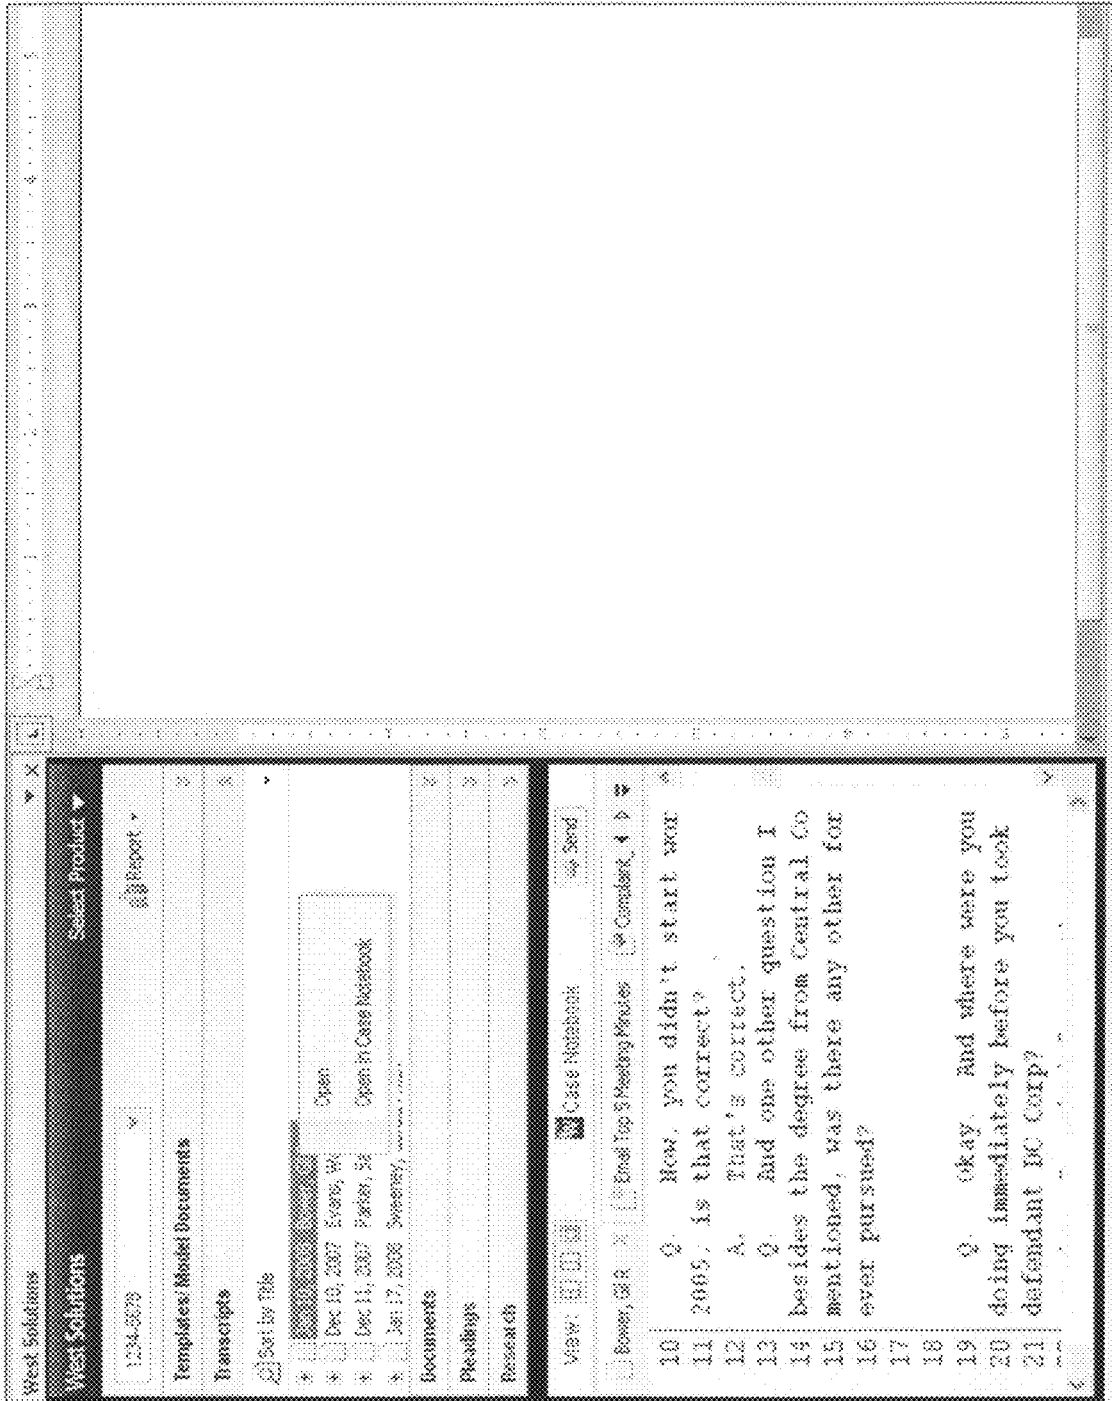 West Solutions
West Solutions Select Product
1234-5678 Report
Templates/Model Documents
Transcripts
Sort by Title
Open
Dec 10, 2007 Evans, W
Dec 11, 2007 Parker, Sa
Open in Case Notebook
Jan 17, 2008 Sweeney,
Documents
Pleadings
Research
View: Case Notebook Send
Bower, Gil R Email Top 9 Meeting Minutes Complaint,
10 Q. Now, you didn't start wor
11 2005; is that correct?
12 A. That's correct.
13 Q. And one other question I
14 besides the degree from Central Co
15 mentioned, was there any other for
16 ever pursued?
17
18
19 Q. Okay. And where were you
20 doing immediately before you took
21 defendant DC Corp?